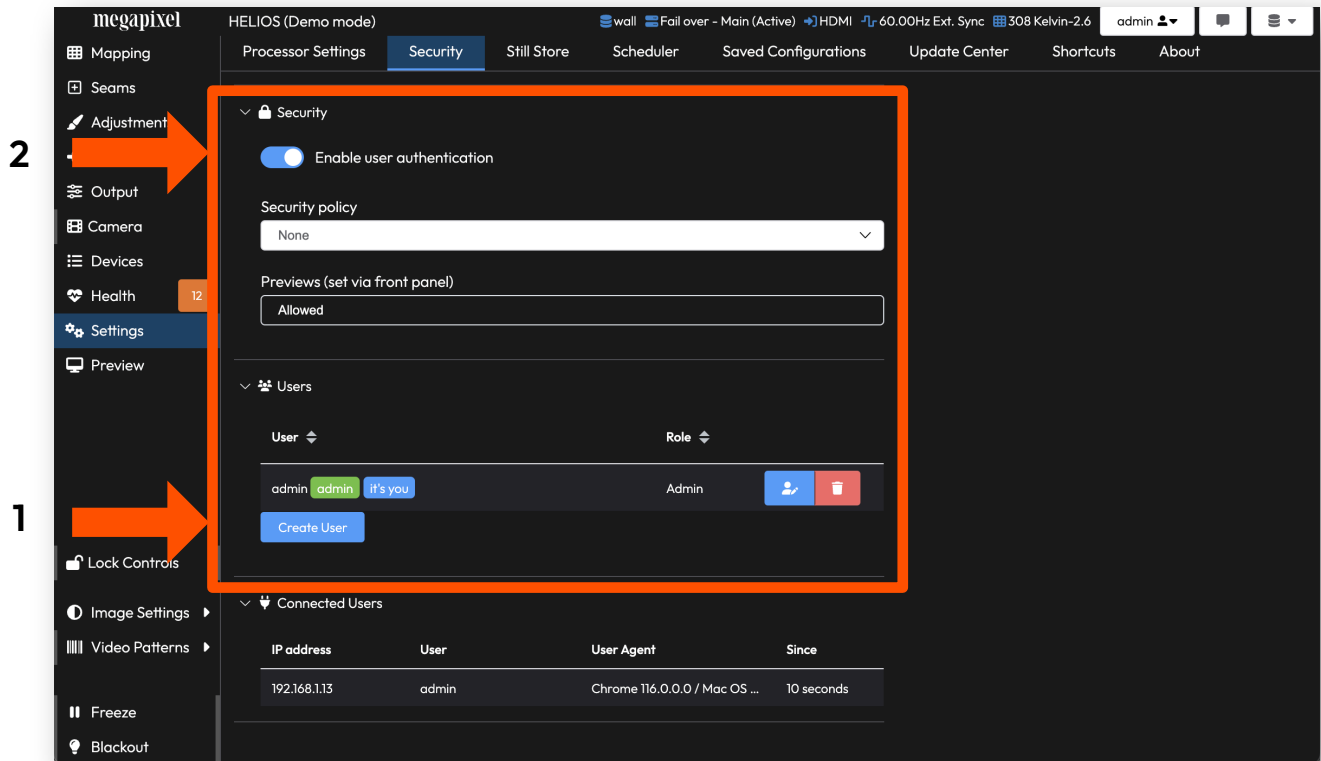 megapixel
HELIOS (Demo mode)
wall Fail over - Main (Active) HDMI 60.00Hz Ext. Sync 308 Kelvin-2.6
admin
Processor Settings Security Still Store Scheduler Saved Configurations Update Center Shortcuts About
Mapping
Seams
Adjustment
2
Output
Camera
Devices
Health 12
Settings
Preview
1
Lock Controls
Image Settings
Video Patterns
Freeze
Blackout
Security
Enable user authentication
Security policy
None
Previews (set via front panel)
Allowed
Users
User Role
admin admin it's you Admin
Create User
Connected Users
IP address User User Agent Since
192.168.1.13 admin Chrome 116.0.0.0 / Mac OS ... 10 seconds